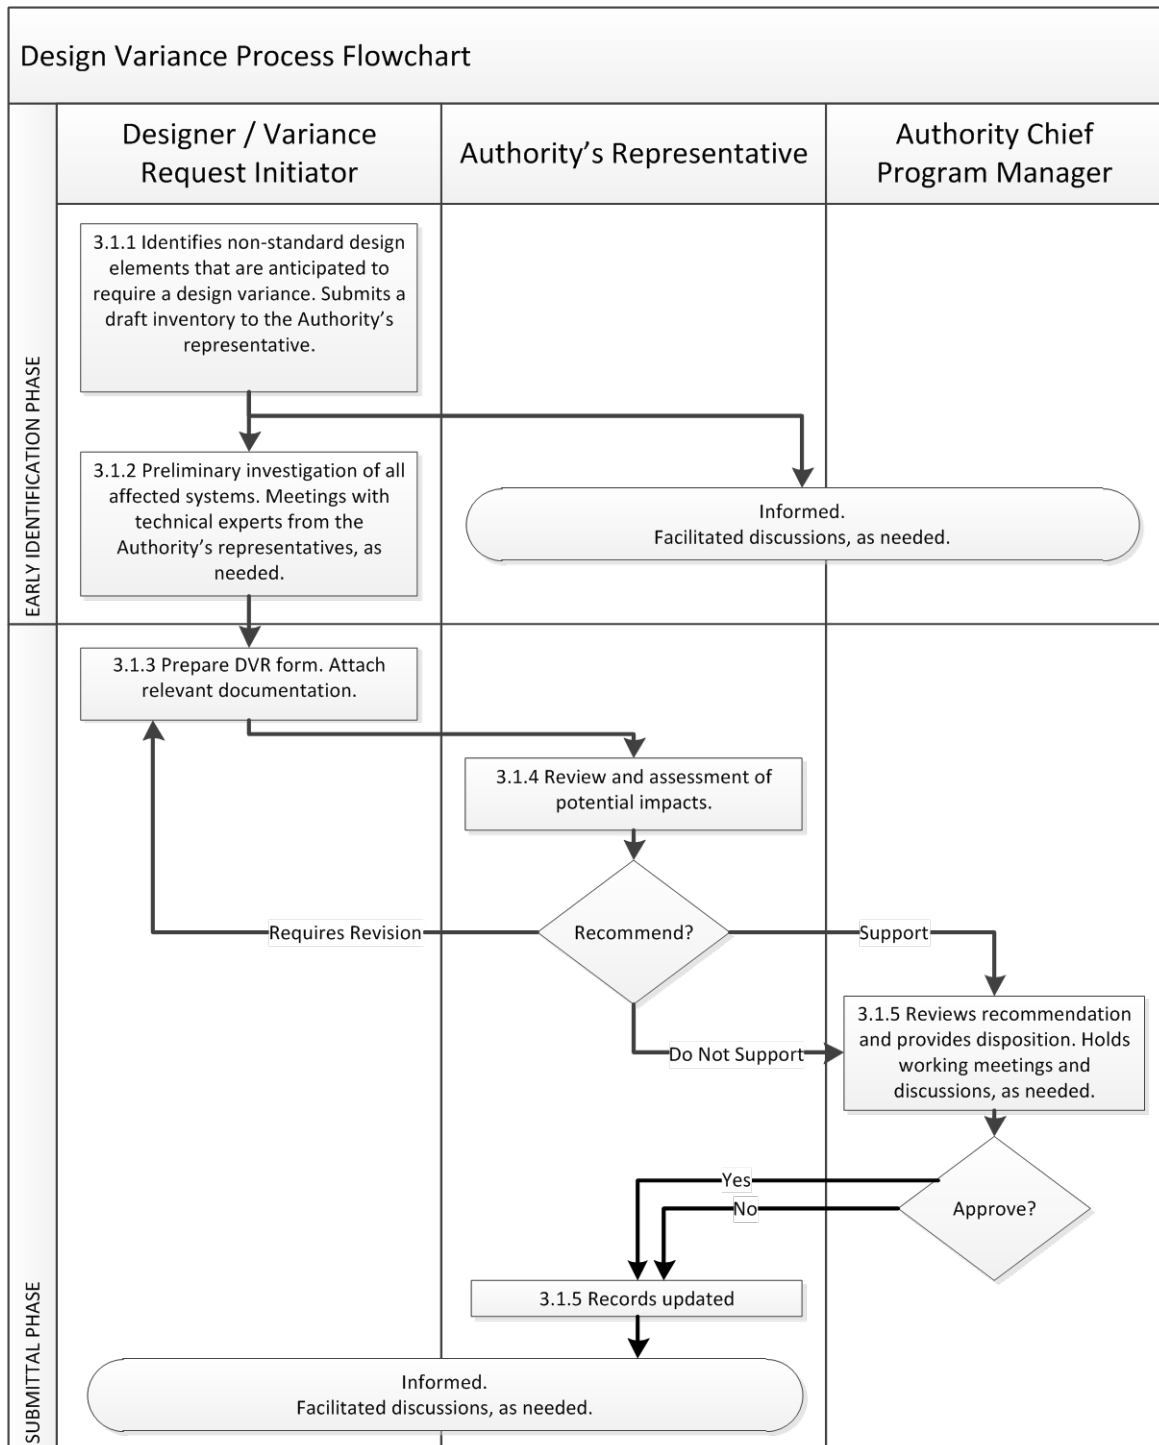 Design Variance Process Flowchart
Designer / Variance
Request Initiator
Authority’s Representative
Authority Chief
Program Manager
EARLY IDENTIFICATION PHASE
3.1.1 Identifies non-standard design
elements that are anticipated to
require a design variance. Submits a
draft inventory to the Authority’s
representative.
3.1.2 Preliminary investigation of all
affected systems. Meetings with
technical experts from the
Authority’s representatives, as
needed.
Informed.
Facilitated discussions, as needed.
SUBMITTAL PHASE
3.1.3 Prepare DVR form. Attach
relevant documentation.
3.1.4 Review and assessment of
potential impacts.
Requires Revision
Recommend?
Support
Do Not Support
3.1.5 Reviews recommendation
and provides disposition. Holds
working meetings and
discussions, as needed.
Yes
No
Approve?
3.1.5 Records updated
Informed.
Facilitated discussions, as needed.